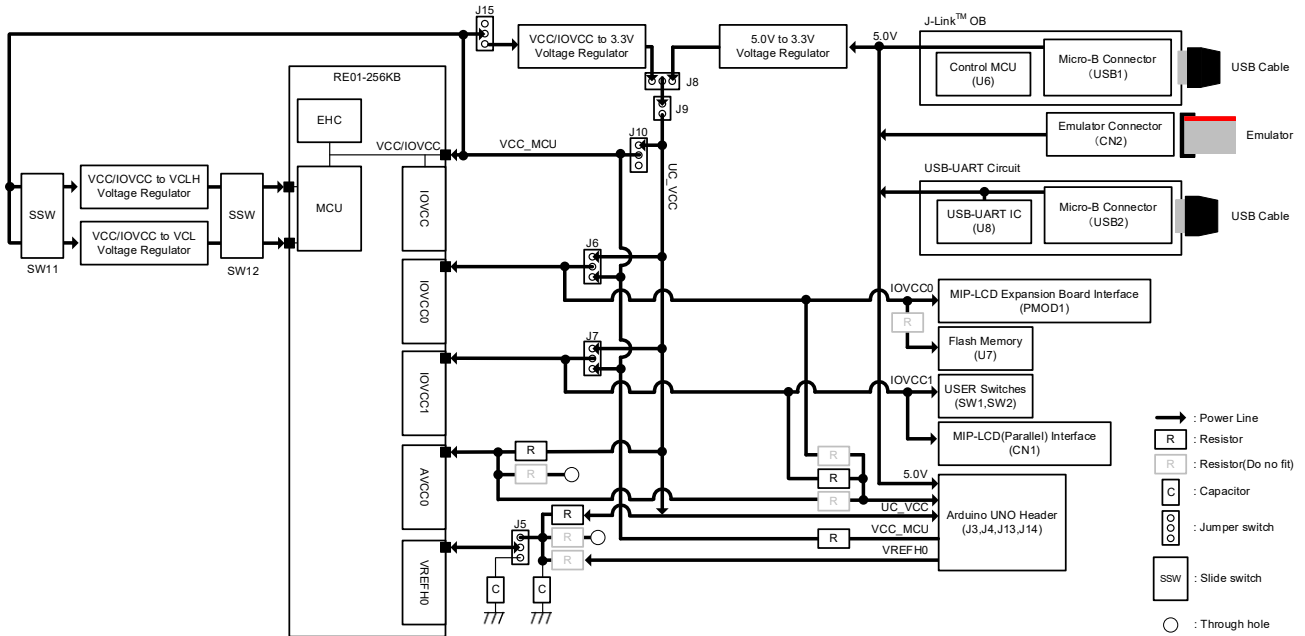 J15
VCC/IOVCC to 3.3V
Voltage Regulator
5.0V to 3.3V
Voltage Regulator
5.0V
J-Link™ OB
Control MCU
(U6)
Micro-B Connector
(USB1)
USB Cable
J8
J9
J10
RE01-256KB
EHC
VCC/IOVCC
VCC_MCU
UC_VCC
Emulator Connector
(CN2)
Emulator
USB-UART Circuit
USB-UART IC
(U8)
Micro-B Connector
(USB2)
USB Cable
SSW
SW11
VCC/IOVCC to VCLH
Voltage Regulator
VCC/IOVCC to VCL
Voltage Regulator
SSW
SW12
MCU
IOVCC
IOVCC0
IOVCC1
AVCC0
VREFH0
J6
J7
J5
IOVCC0
R
MIP-LCD Expansion Board Interface
(PMOD1)
Flash Memory
(U7)
IOVCC1
USER Switches
(SW1,SW2)
MIP-LCD(Parallel) Interface
(CN1)
R
R
R
R
R
R
R
R
C
C
5.0V
UC_VCC
VCC_MCU
R
VREFH0
Arduino UNO Header
(J3,J4,J13,J14)
: Power Line
R
: Resistor
R
: Resistor(Do no fit)
C
: Capacitor
: Jumper switch
SSW
: Slide switch
: Through hole